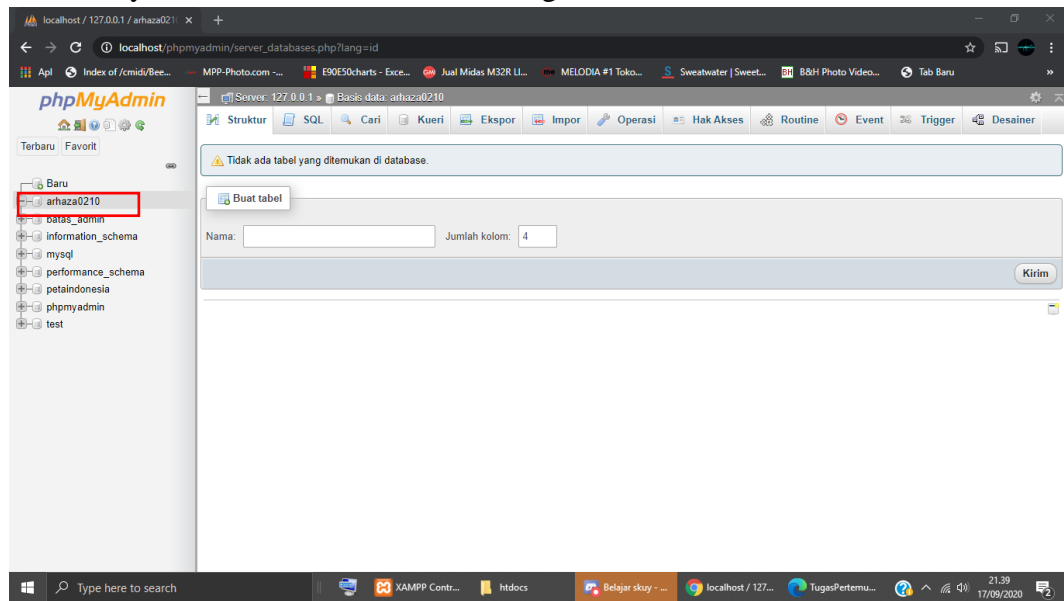 localhost / 127.0.0.1 / arhaza021
localhost/phpmyadmin/server_databases.php?lang=id
Apl Index of /cmidi/Bee... MPP-Photo.com -... E90E50charts - Exce... Jual Midas M32R LI... MELODIA #1 Toko... Sweatwater | Sweet... B&H Photo Video... Tab Baru »
phpMyAdmin
Terbaru Favorit
Baru
arhaza0210
batas_admin
information_schema
mysql
performance_schema
petaindonesia
phpmyadmin
test
Server: 127.0.0.1 » Basis data: arhaza0210
Struktur SQL Cari Kueri Ekspor Impor Operasi Hak Akses Routine Event Trigger Desainer
Tidak ada tabel yang ditemukan di database.
Buat tabel
Nama: Jumlah kolom: 4
Kirim
Type here to search XAMPP Contr... htdocs Belajar skuy - ... localhost / 127... TugasPertemu... 21.39
17/09/2020